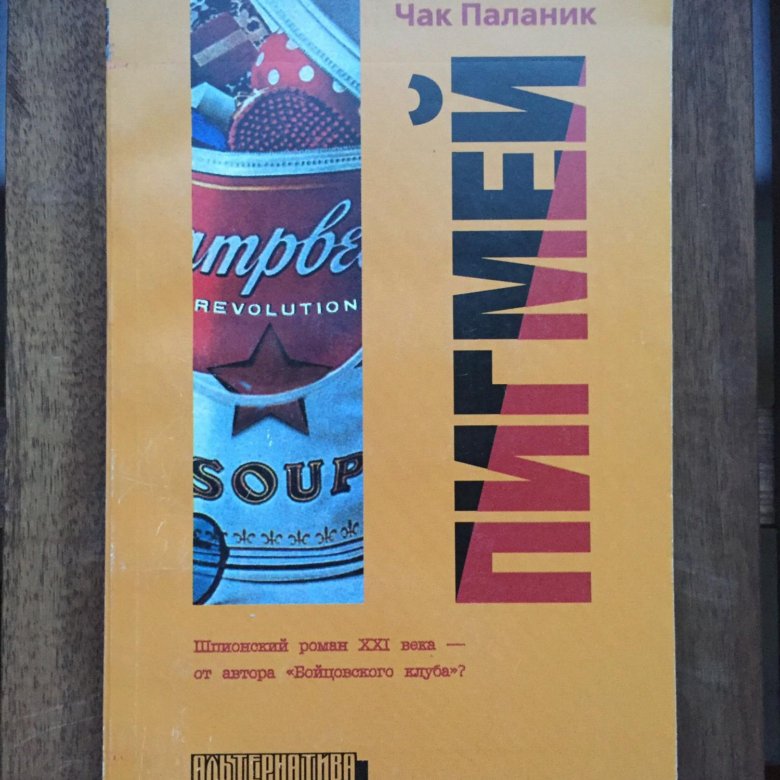 Чак Паланик
ПИГМЕЙ
REVOLUTION
SOUP
Шпионский роман XXI века —
от автора «Бойцовского клуба»?
АЛЬТЕРНАТИВА